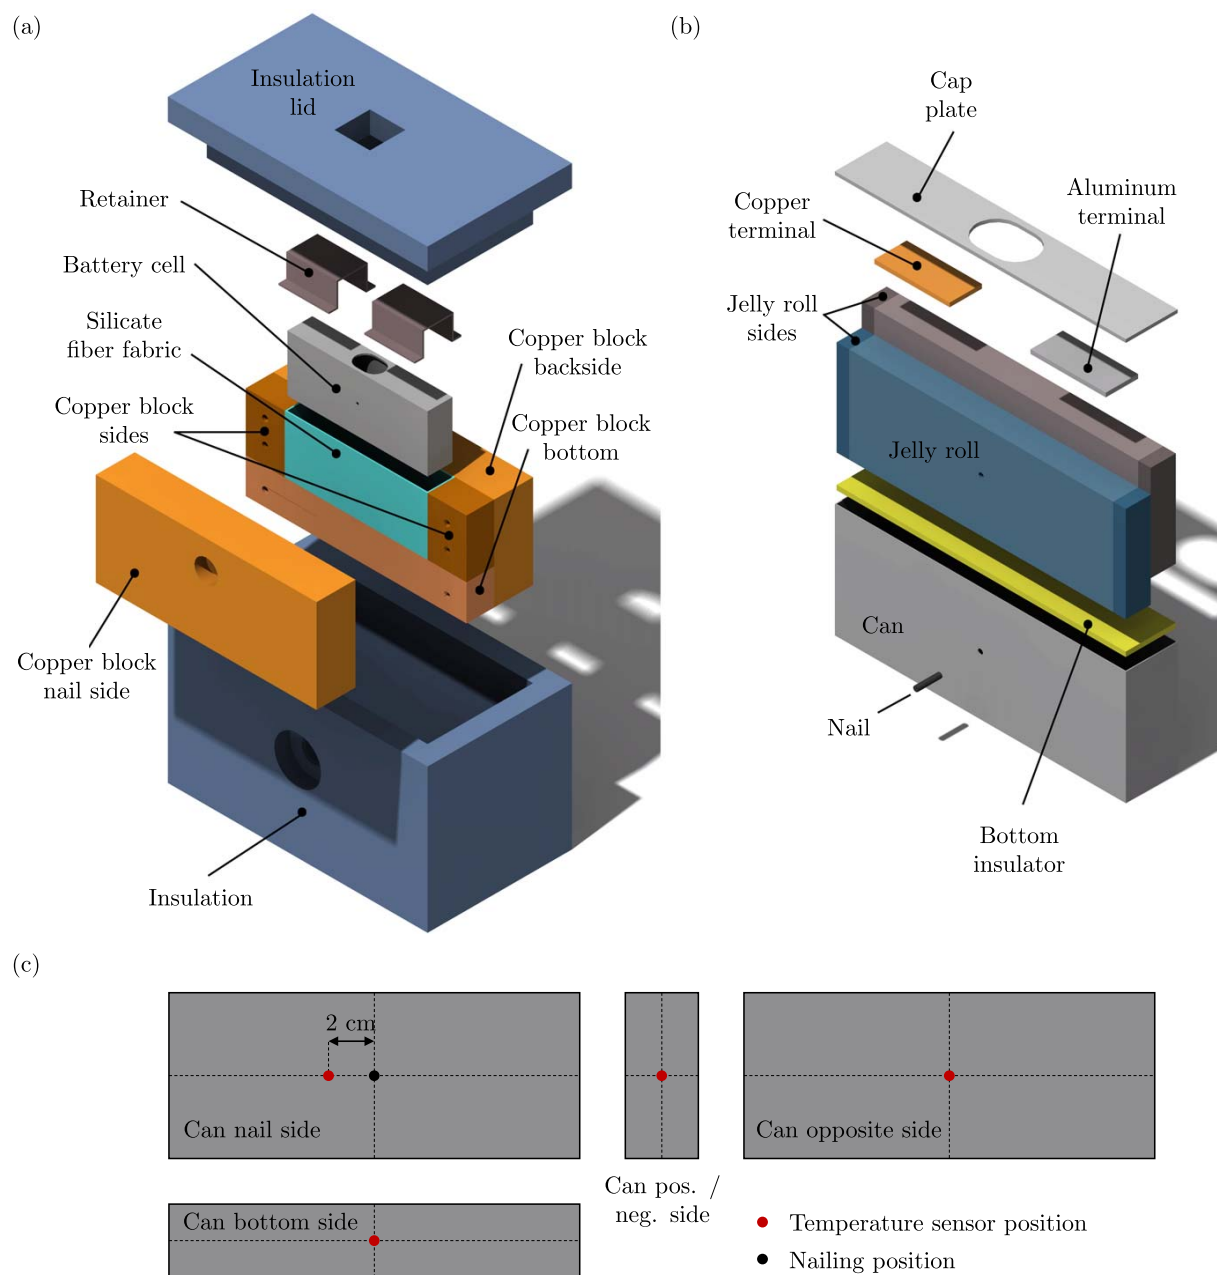 (a)
Insulation
lid
Retainer
Battery cell
Silicate
fiber fabric
Copper block
sides
Copper block
backside
Copper block
bottom
Copper block
nail side
Insulation
(b)
Cap
plate
Copper
terminal
Aluminum
terminal
Jelly roll
sides
Jelly roll
Can
Nail
Bottom
insulator
(c)
2 cm
Can nail side
Can pos. /
neg. side
Can opposite side
Can bottom side
Temperature sensor position
Nailing position